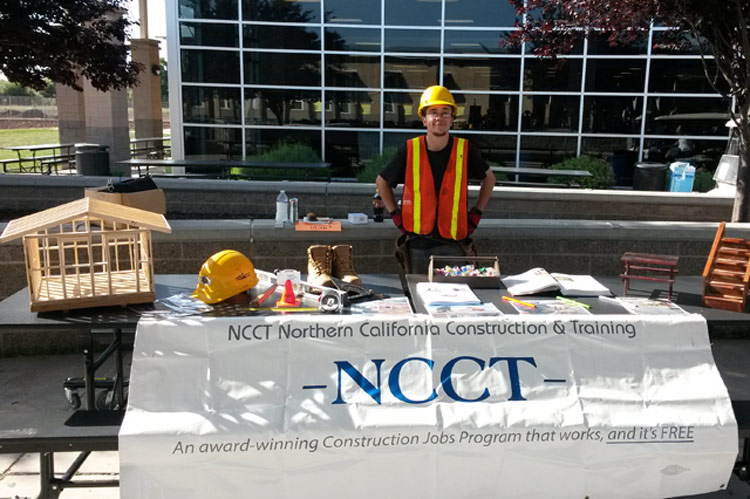 NCCT Northern California Construction & Training
-NCCT-
An award-winning Construction Jobs Program that works, and it's FREE